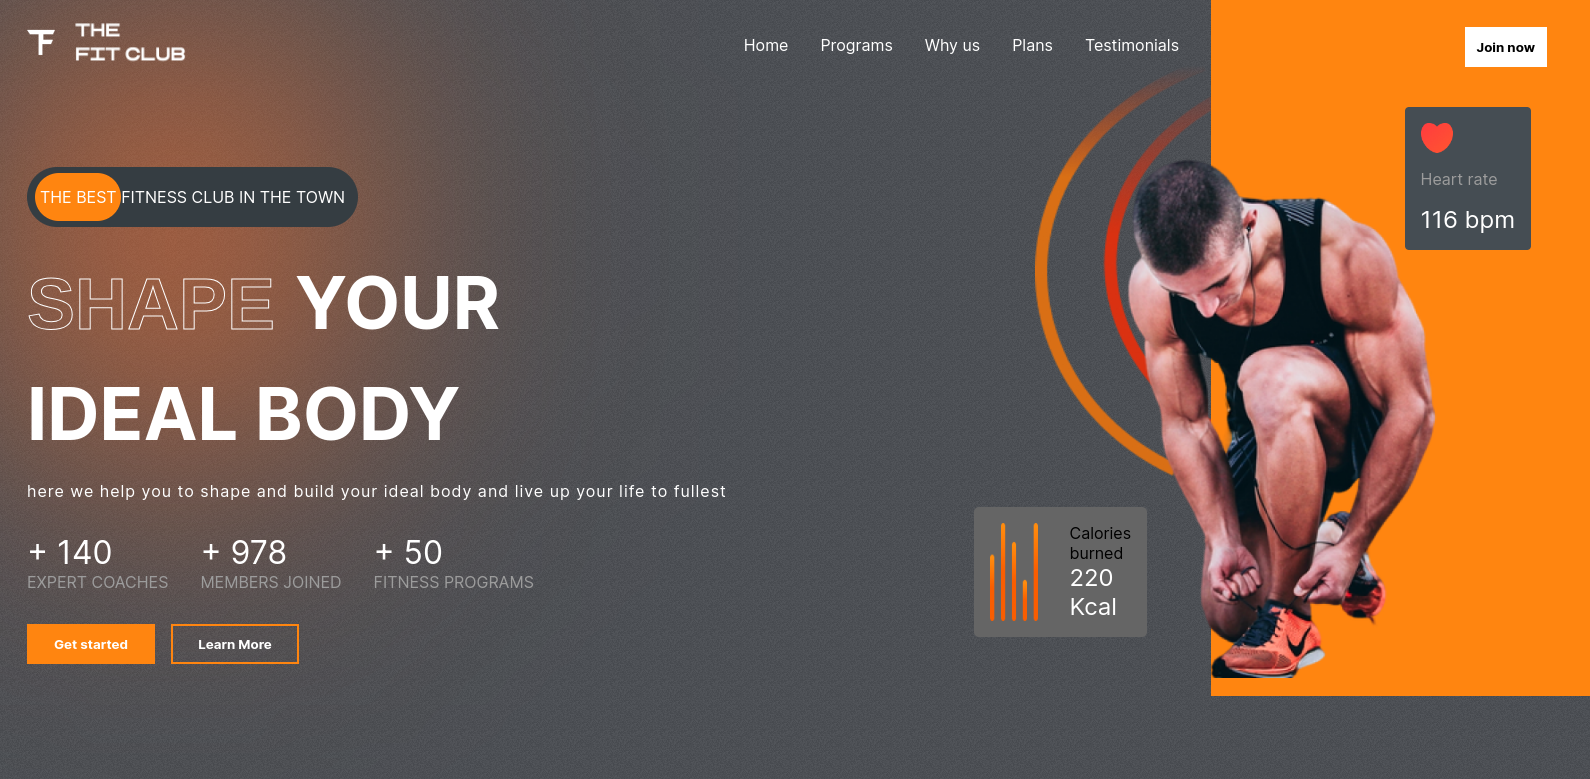 THE
FIT CLUB
Home Programs Why us Plans Testimonials
Join now
THE BEST FITNESS CLUB IN THE TOWN
SHAPE YOUR
IDEAL BODY
here we help you to shape and build your ideal body and live up your life to fullest
+ 140 + 978 + 50
EXPERT COACHES MEMBERS JOINED FITNESS PROGRAMS
Get started Learn More
Heart rate
116 bpm
Calories
burned
220
Kcal